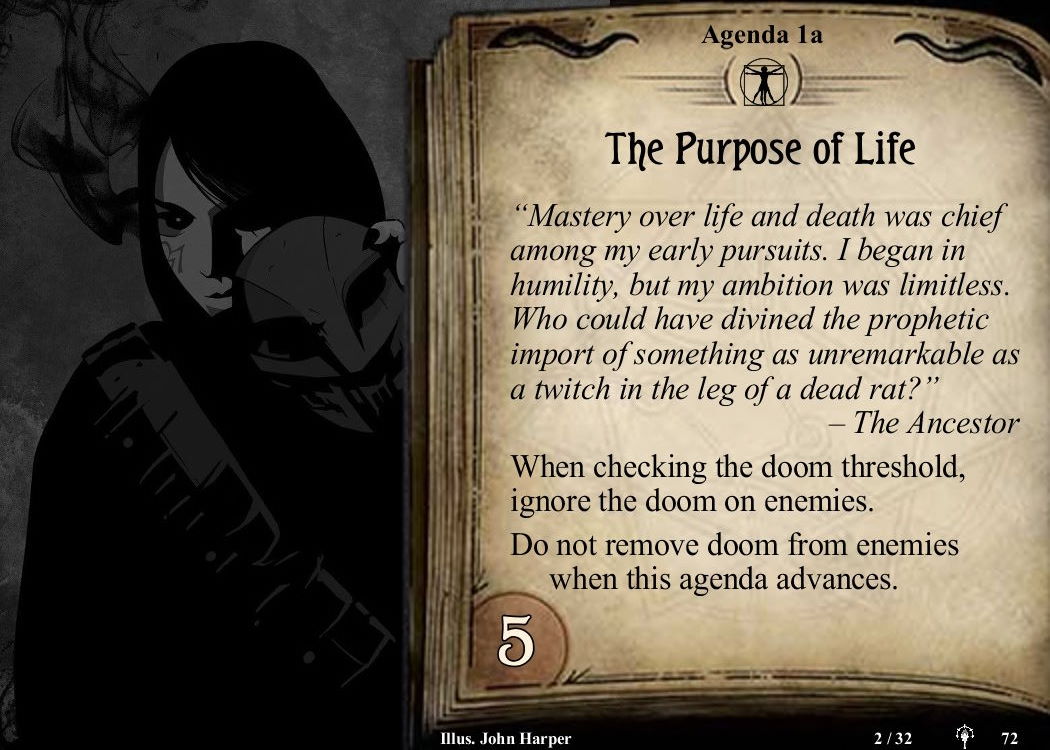 Agenda 1a
The Purpose of Life
“Mastery over life and death was chief
among my early pursuits. I began in
humility, but my ambition was limitless.
Who could have divined the prophetic
import of something as unremarkable as
a twitch in the leg of a dead rat?”
– The Ancestor
When checking the doom threshold,
ignore the doom on enemies.
Do not remove doom from enemies
when this agenda advances.
5
Illus. John Harper
2 / 32
72